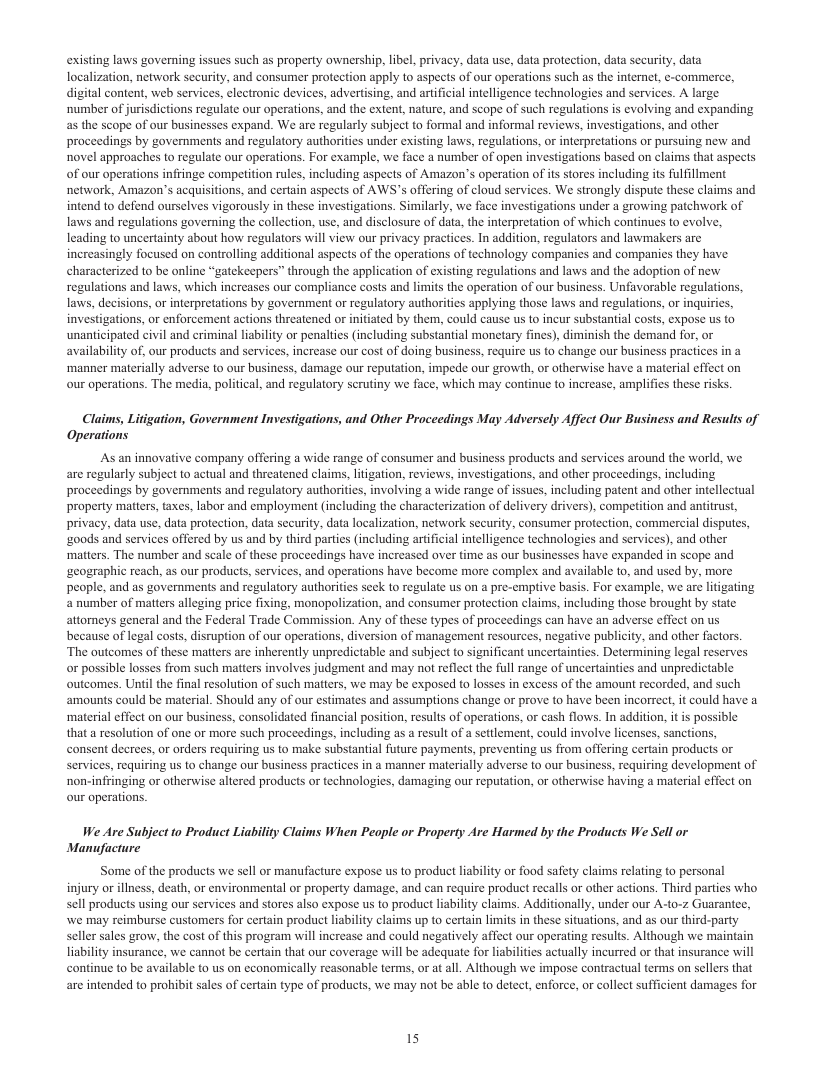 existing laws governing issues such as property ownership, libel, privacy, data use, data protection, data security, data
localization, network security, and consumer protection apply to aspects of our operations such as the internet, e-commerce,
digital content, web services, electronic devices, advertising, and artificial intelligence technologies and services. A large
number of jurisdictions regulate our operations, and the extent, nature, and scope of such regulations is evolving and expanding
as the scope of our businesses expand. We are regularly subject to formal and informal reviews, investigations, and other
proceedings by governments and regulatory authorities under existing laws, regulations, or interpretations or pursuing new and
novel approaches to regulate our operations. For example, we face a number of open investigations based on claims that aspects
of our operations infringe competition rules, including aspects of Amazon’s operation of its stores including its fulfillment
network, Amazon’s acquisitions, and certain aspects of AWS’s offering of cloud services. We strongly dispute these claims and
intend to defend ourselves vigorously in these investigations. Similarly, we face investigations under a growing patchwork of
laws and regulations governing the collection, use, and disclosure of data, the interpretation of which continues to evolve,
leading to uncertainty about how regulators will view our privacy practices. In addition, regulators and lawmakers are
increasingly focused on controlling additional aspects of the operations of technology companies and companies they have
characterized to be online “gatekeepers” through the application of existing regulations and laws and the adoption of new
regulations and laws, which increases our compliance costs and limits the operation of our business. Unfavorable regulations,
laws, decisions, or interpretations by government or regulatory authorities applying those laws and regulations, or inquiries,
investigations, or enforcement actions threatened or initiated by them, could cause us to incur substantial costs, expose us to
unanticipated civil and criminal liability or penalties (including substantial monetary fines), diminish the demand for, or
availability of, our products and services, increase our cost of doing business, require us to change our business practices in a
manner materially adverse to our business, damage our reputation, impede our growth, or otherwise have a material effect on
our operations. The media, political, and regulatory scrutiny we face, which may continue to increase, amplifies these risks.
Claims, Litigation, Government Investigations, and Other Proceedings May Adversely Affect Our Business and Results of
Operations
As an innovative company offering a wide range of consumer and business products and services around the world, we
are regularly subject to actual and threatened claims, litigation, reviews, investigations, and other proceedings, including
proceedings by governments and regulatory authorities, involving a wide range of issues, including patent and other intellectual
property matters, taxes, labor and employment (including the characterization of delivery drivers), competition and antitrust,
privacy, data use, data protection, data security, data localization, network security, consumer protection, commercial disputes,
goods and services offered by us and by third parties (including artificial intelligence technologies and services), and other
matters. The number and scale of these proceedings have increased over time as our businesses have expanded in scope and
geographic reach, as our products, services, and operations have become more complex and available to, and used by, more
people, and as governments and regulatory authorities seek to regulate us on a pre-emptive basis. For example, we are litigating
a number of matters alleging price fixing, monopolization, and consumer protection claims, including those brought by state
attorneys general and the Federal Trade Commission. Any of these types of proceedings can have an adverse effect on us
because of legal costs, disruption of our operations, diversion of management resources, negative publicity, and other factors.
The outcomes of these matters are inherently unpredictable and subject to significant uncertainties. Determining legal reserves
or possible losses from such matters involves judgment and may not reflect the full range of uncertainties and unpredictable
outcomes. Until the final resolution of such matters, we may be exposed to losses in excess of the amount recorded, and such
amounts could be material. Should any of our estimates and assumptions change or prove to have been incorrect, it could have a
material effect on our business, consolidated financial position, results of operations, or cash flows. In addition, it is possible
that a resolution of one or more such proceedings, including as a result of a settlement, could involve licenses, sanctions,
consent decrees, or orders requiring us to make substantial future payments, preventing us from offering certain products or
services, requiring us to change our business practices in a manner materially adverse to our business, requiring development of
non-infringing or otherwise altered products or technologies, damaging our reputation, or otherwise having a material effect on
our operations.
We Are Subject to Product Liability Claims When People or Property Are Harmed by the Products We Sell or
Manufacture
Some of the products we sell or manufacture expose us to product liability or food safety claims relating to personal
injury or illness, death, or environmental or property damage, and can require product recalls or other actions. Third parties who
sell products using our services and stores also expose us to product liability claims. Additionally, under our A-to-z Guarantee,
we may reimburse customers for certain product liability claims up to certain limits in these situations, and as our third-party
seller sales grow, the cost of this program will increase and could negatively affect our operating results. Although we maintain
liability insurance, we cannot be certain that our coverage will be adequate for liabilities actually incurred or that insurance will
continue to be available to us on economically reasonable terms, or at all. Although we impose contractual terms on sellers that
are intended to prohibit sales of certain type of products, we may not be able to detect, enforce, or collect sufficient damages for
15